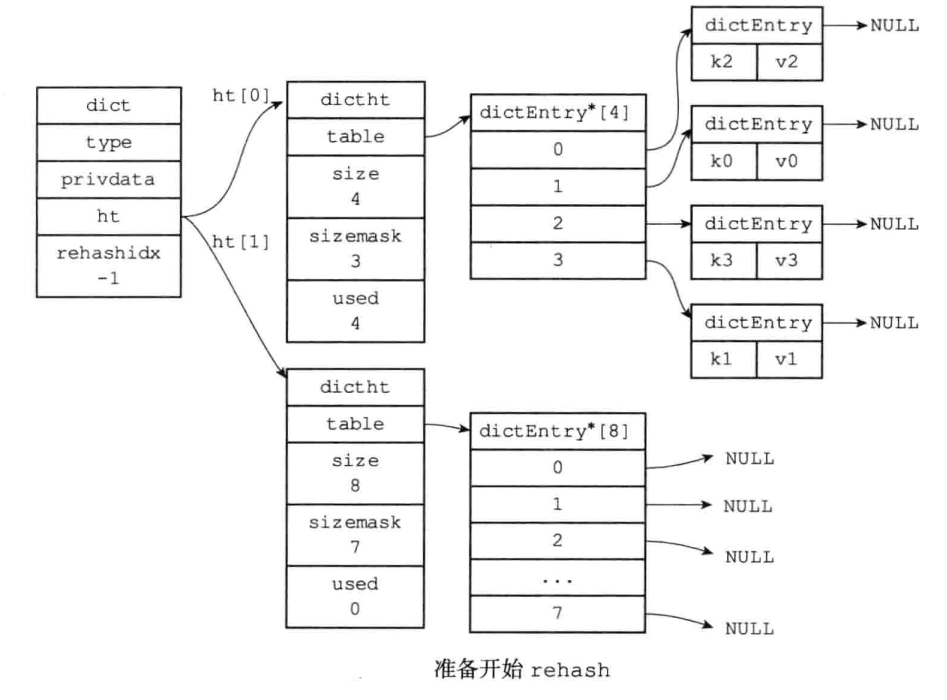 dict
type
privdata
ht
rehashidx
-1
ht[0]
ht[1]
dictht
table
size
4
sizemask
3
used
4
dictEntry*[4]
0
1
2
3
dictEntry
k2 v2
NULL
dictEntry
k0 v0
NULL
dictEntry
k3 v3
NULL
dictEntry
k1 v1
NULL
dictht
table
size
8
sizemask
7
used
0
dictEntry*[8]
0
1
2
...
7
NULL
NULL
NULL
NULL
准备开始 rehash